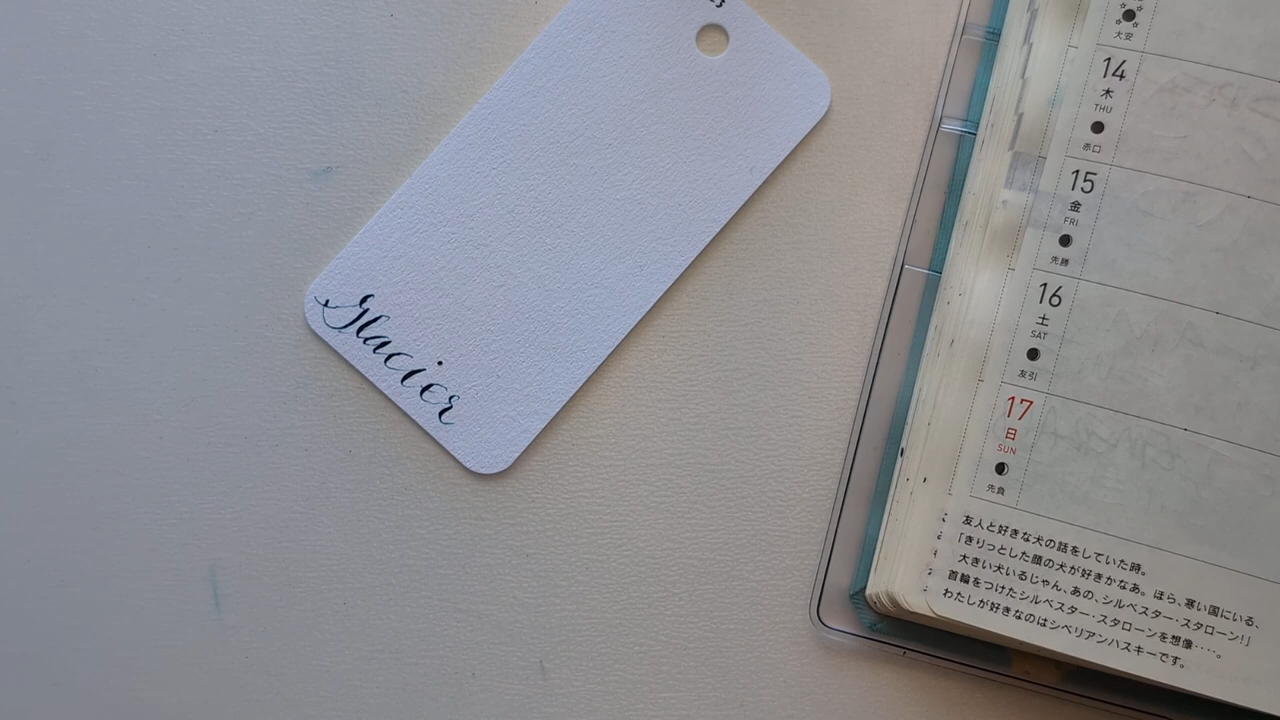 Glacier
大安
14
木
THU
赤口
15
金
FRI
先勝
16
土
SAT
友引
17
日
SUN
先負
友人と好きな犬の話をしていた時。
「きりっとした顔の犬が好きかなあ。ほら、寒い国にいる、
大きい犬いるじゃん、あの、シルベスター・スタローン!」
首輪をつけたシルベスター・スタローンを想像‥‥。
わたしが好きなのはシベリアンハスキーです。